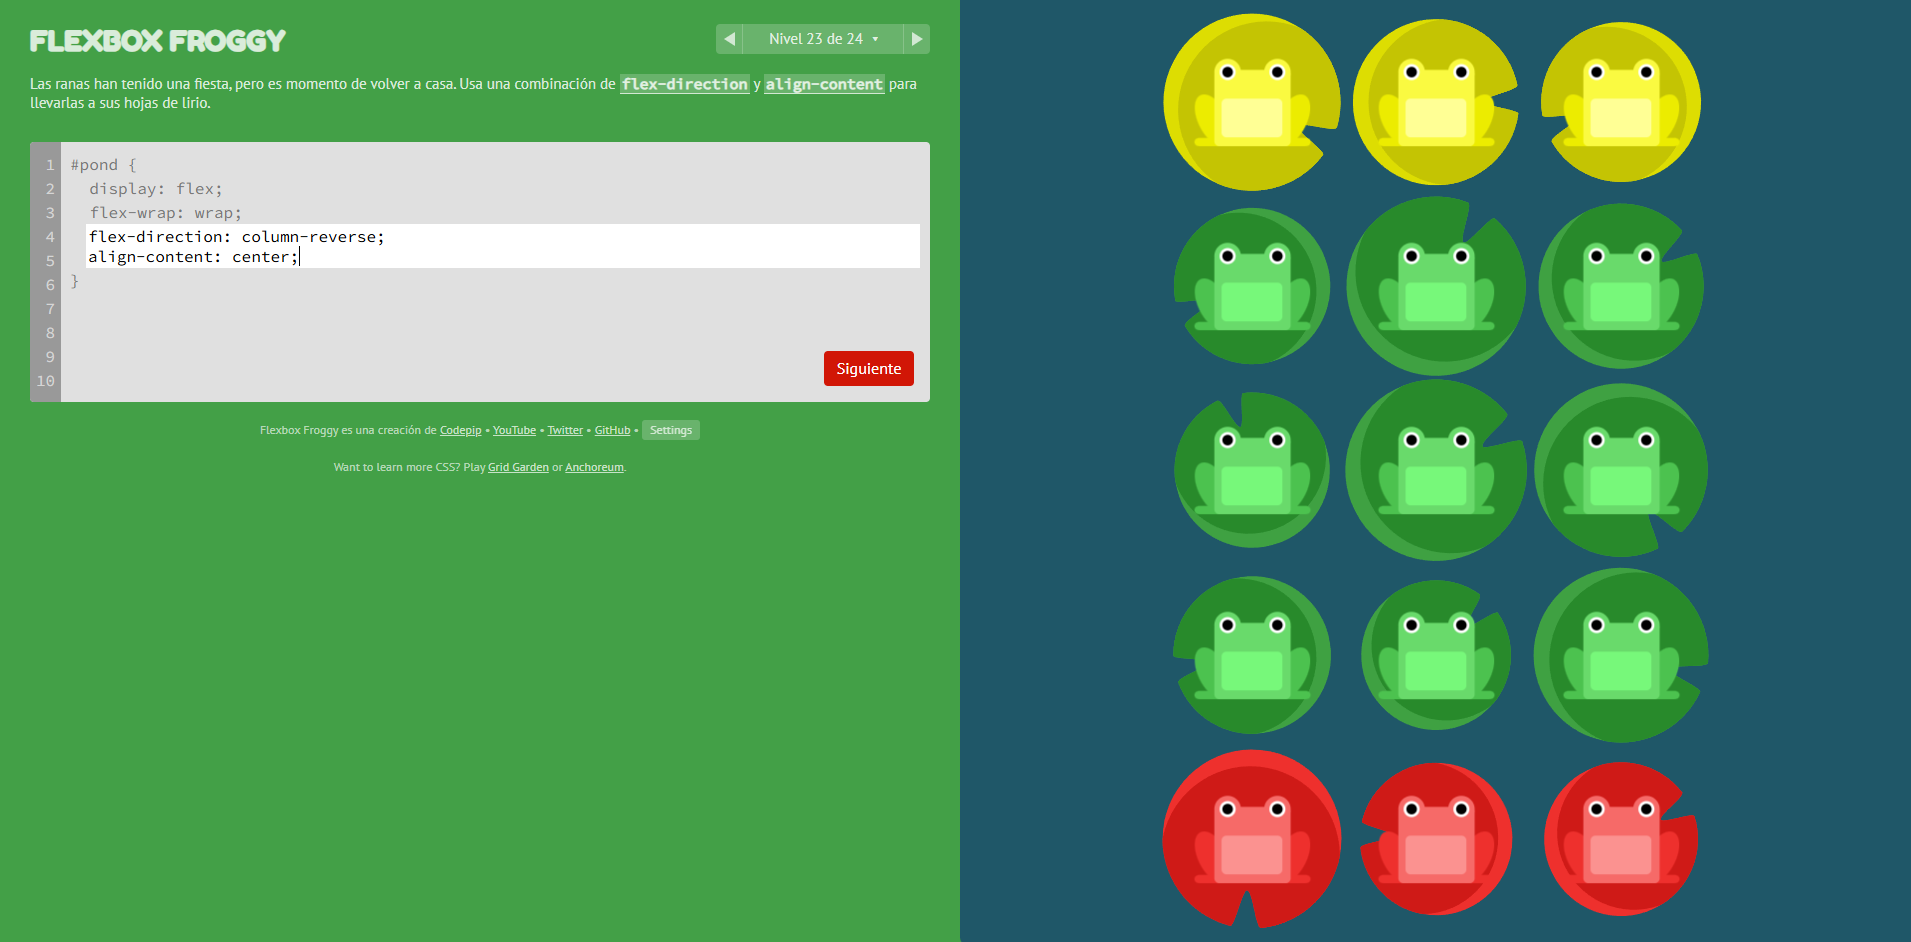 FLEXBOX FROGGY
◀ Nivel 23 de 24 ▾ ▶
Las ranas han tenido una fiesta, pero es momento de volver a casa. Usa una combinación de flex-direction y align-content para
llevarlas a sus hojas de lirio.
1 #pond {
2 display: flex;
3 flex-wrap: wrap;
4 flex-direction: column-reverse;
5 align-content: center;
6 }
7
8
9
10
Siguiente
Flexbox Froggy es una creación de Codepip • YouTube • Twitter • GitHub • Settings
Want to learn more CSS? Play Grid Garden or Anchoreum.